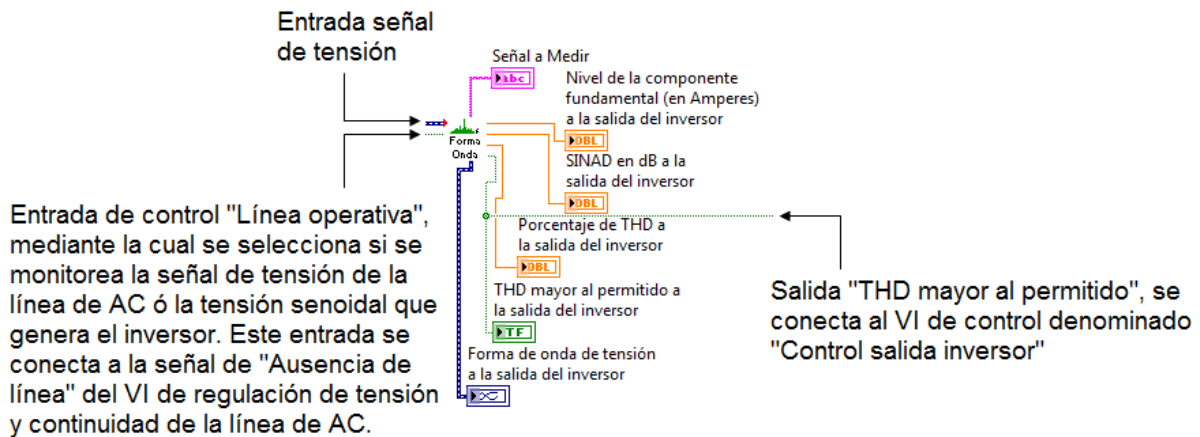 Entrada señal
de tensión
Señal a Medir
abc
Nivel de la componente
fundamental (en Amperes)
a la salida del inversor
DBL
Forma
Onda
SINAD en dB a la
salida del inversor
DBL
Entrada de control "Línea operativa",
mediante la cual se selecciona si se
monitorea la señal de tensión de la
línea de AC ó la tensión senoidal que
genera el inversor. Este entrada se
conecta a la señal de "Ausencia de
línea" del VI de regulación de tensión
y continuidad de la línea de AC.
Porcentaje de THD a
la salida del inversor
DBL
THD mayor al permitido a
la salida del inversor
TF
Forma de onda de tensión
a la salida del inversor
Salida "THD mayor al permitido", se
conecta al VI de control denominado
"Control salida inversor"